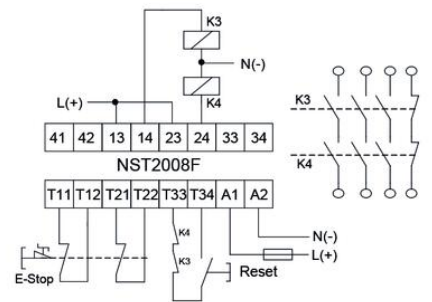 K3
N(-)
L(+)
K4
41 42 13 14 23 24 33 34
NST2008F
T11 T12 T21 T22 T33 T34 A1 A2
K3
K4
K4
K3
E-Stop
Reset
N(-)
L(+)